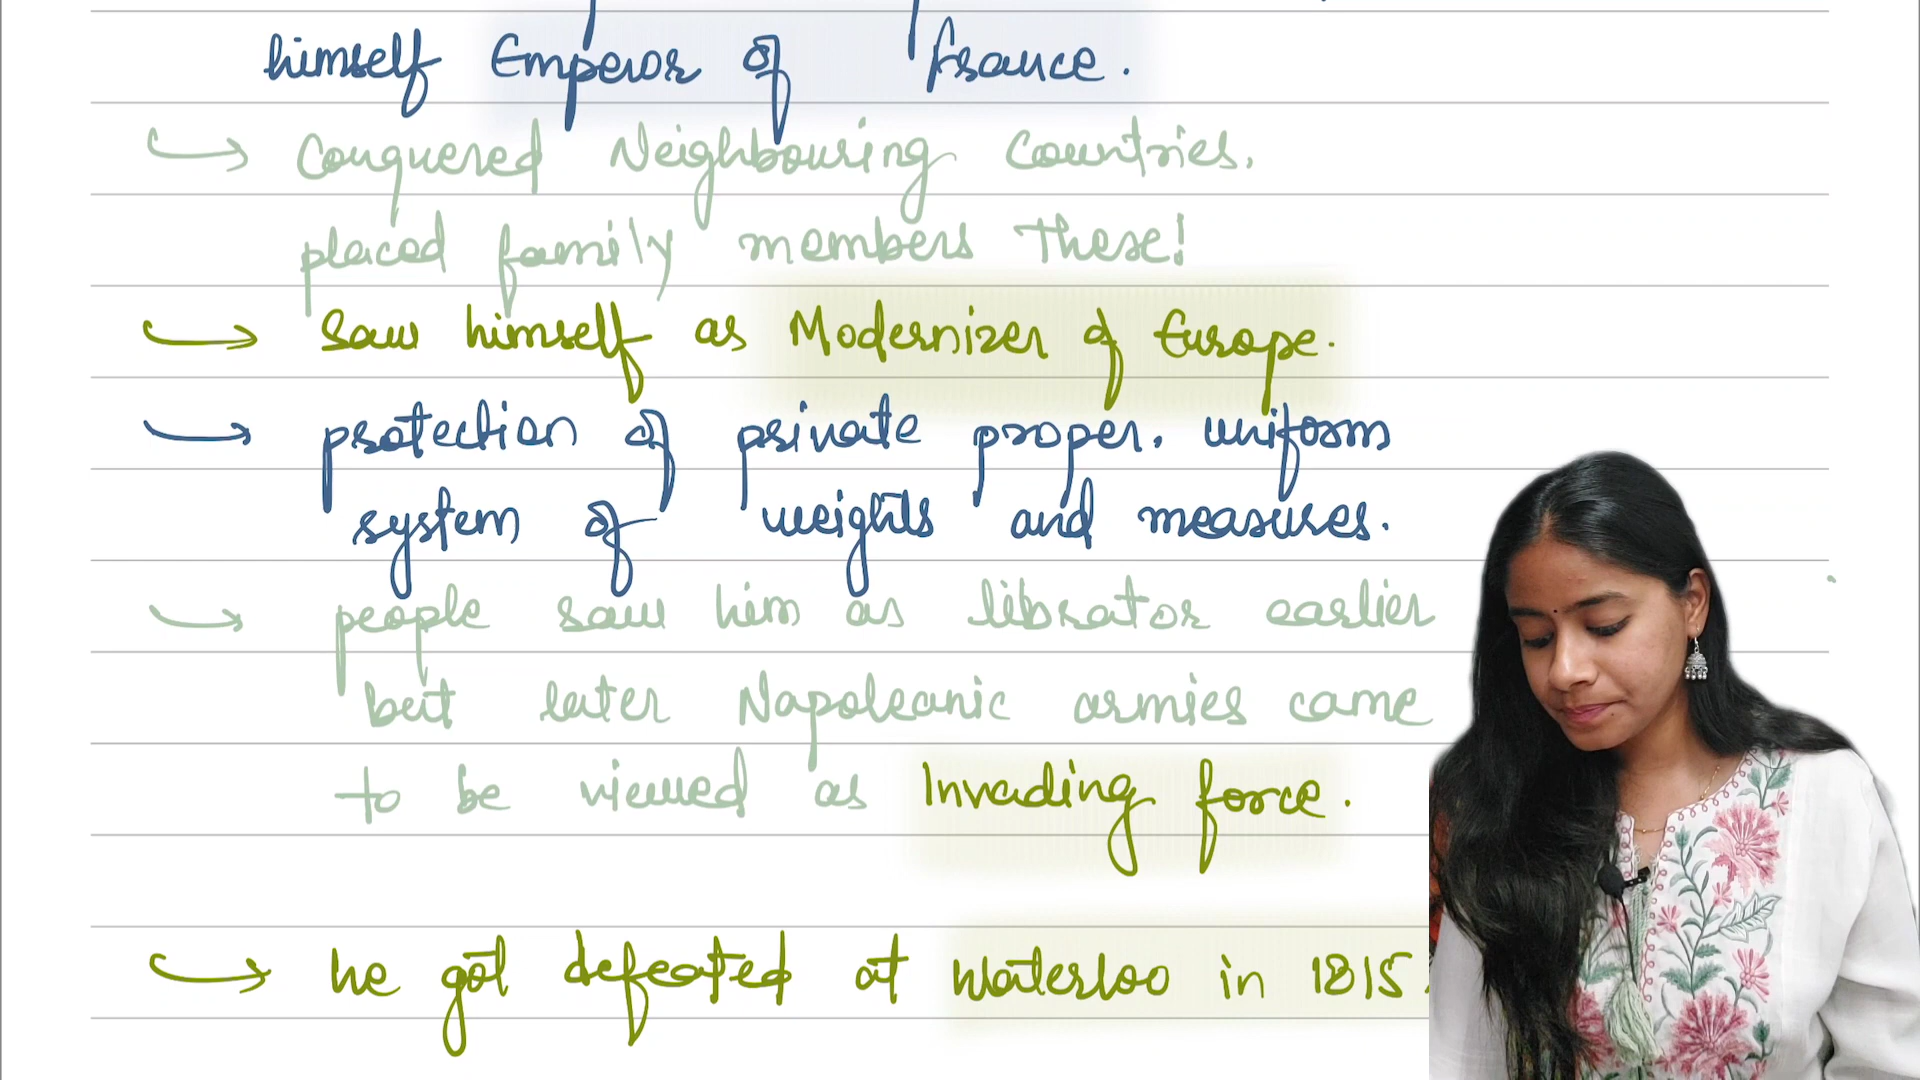 himself Emperor of france.
Conquered Neighbouring Countries.
placed family members There!
Saw himself as Modernizer of Europe.
protection of private proper. uniform
system of weights and measures.
people saw him as librator earlier
but later Napoleanic armies came
to be viewed as Invading force.
he got defeated at Waterloo in 1815.